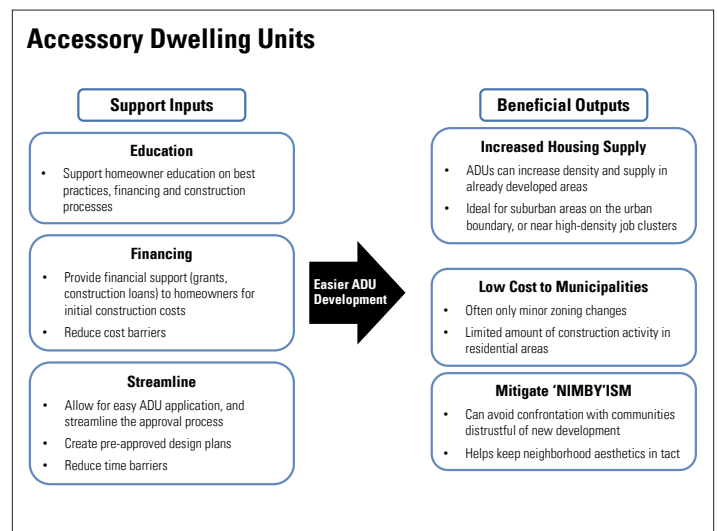 Accessory Dwelling Units
Support Inputs
Education
• Support homeowner education on best
practices, financing and construction
processes
Financing
• Provide financial support (grants,
construction loans) to homeowners for
initial construction costs
• Reduce cost barriers
Streamline
• Allow for easy ADU application, and
streamline the approval process
• Create pre-approved design plans
• Reduce time barriers
Easier ADU
Development
Beneficial Outputs
Increased Housing Supply
• ADUs can increase density and supply in
already developed areas
• Ideal for suburban areas on the urban
boundary, or near high-density job clusters
Low Cost to Municipalities
• Often only minor zoning changes
• Limited amount of construction activity in
residential areas
Mitigate ‘NIMBY’ISM
• Can avoid confrontation with communities
distrustful of new development
• Helps keep neighborhood aesthetics in tact